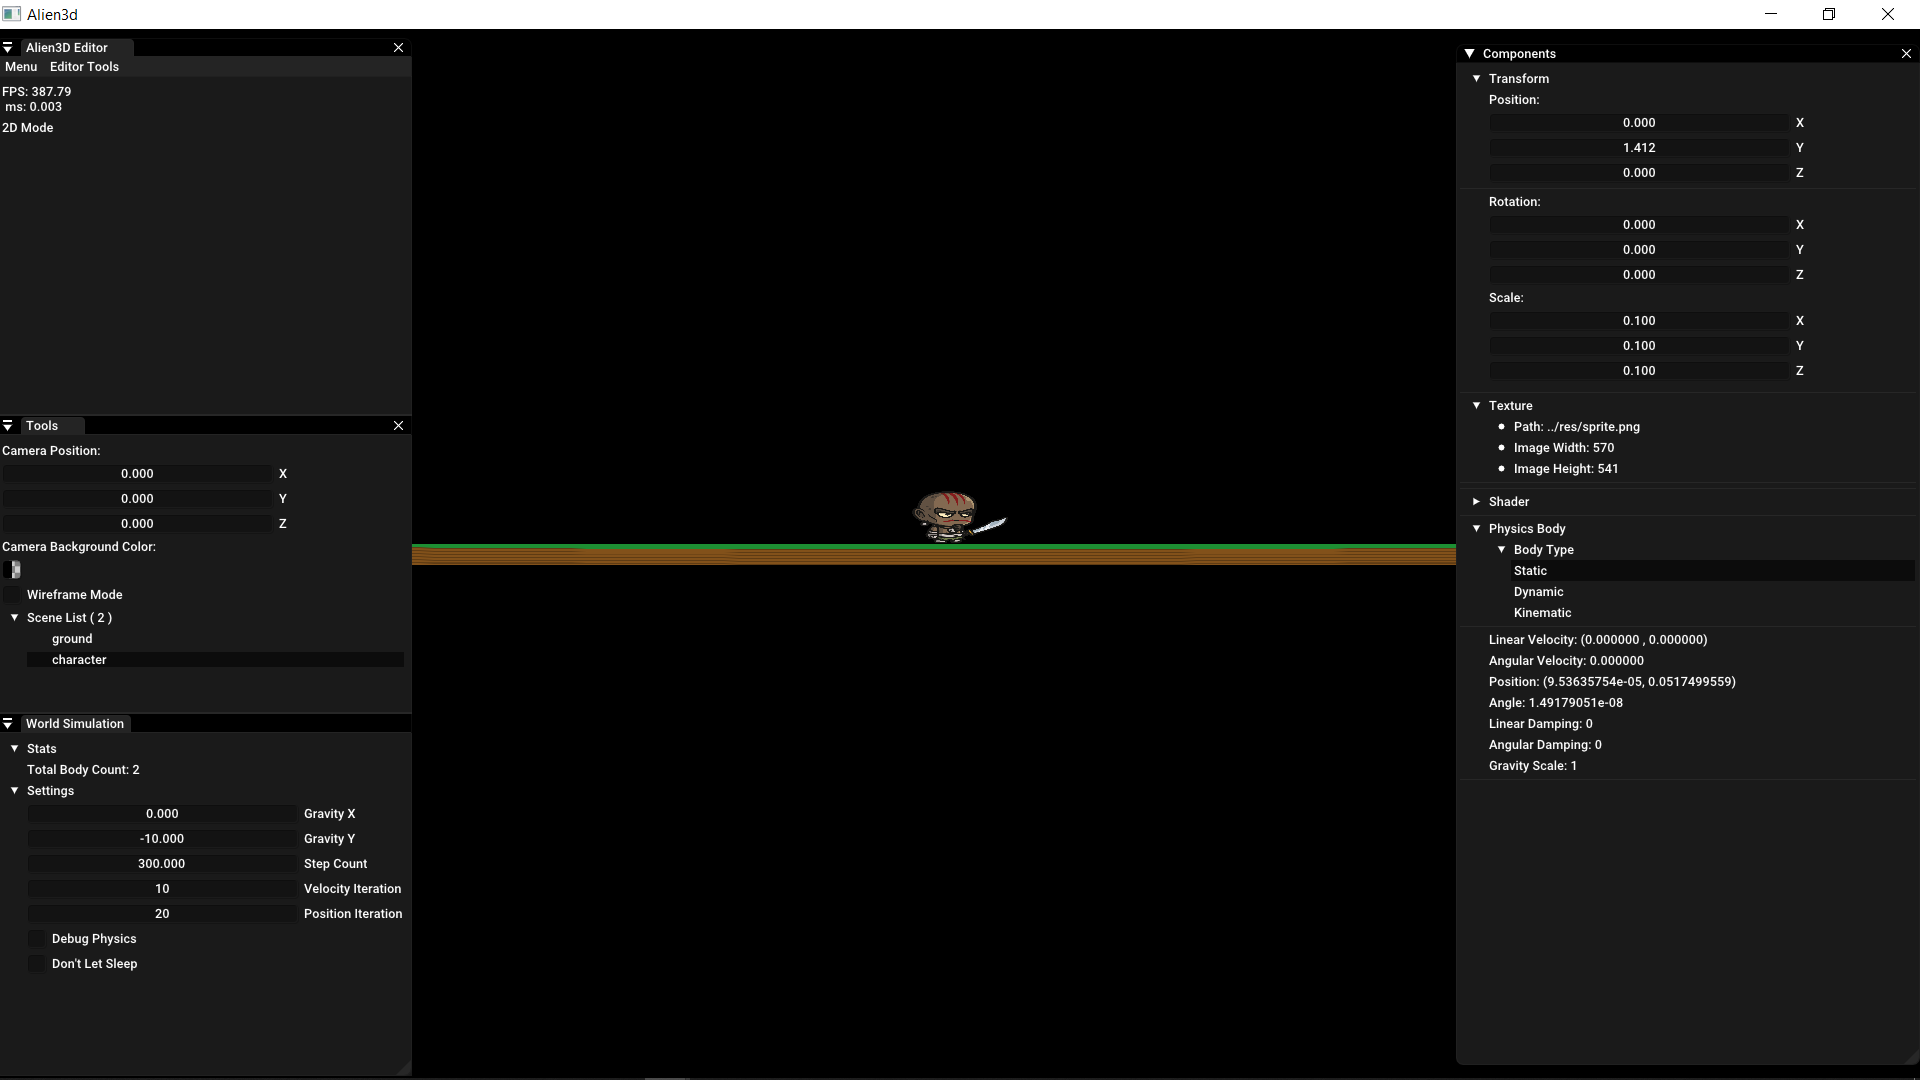 Alien3d
Alien3D Editor
Menu Editor Tools
FPS: 387.79
ms: 0.003
2D Mode
Tools
Camera Position:
0.000 X
0.000 Y
0.000 Z
Camera Background Color:
Wireframe Mode
Scene List ( 2 )
ground
character
World Simulation
Stats
Total Body Count: 2
Settings
0.000 Gravity X
-10.000 Gravity Y
300.000 Step Count
10 Velocity Iteration
20 Position Iteration
Debug Physics
Don't Let Sleep
Components
Transform
Position:
0.000 X
1.412 Y
0.000 Z
Rotation:
0.000 X
0.000 Y
0.000 Z
Scale:
0.100 X
0.100 Y
0.100 Z
Texture
Path: ../res/sprite.png
Image Width: 570
Image Height: 541
Shader
Physics Body
Body Type
Static
Dynamic
Kinematic
Linear Velocity: (0.000000 , 0.000000)
Angular Velocity: 0.000000
Position: (9.53635754e-05, 0.0517499559)
Angle: 1.49179051e-08
Linear Damping: 0
Angular Damping: 0
Gravity Scale: 1